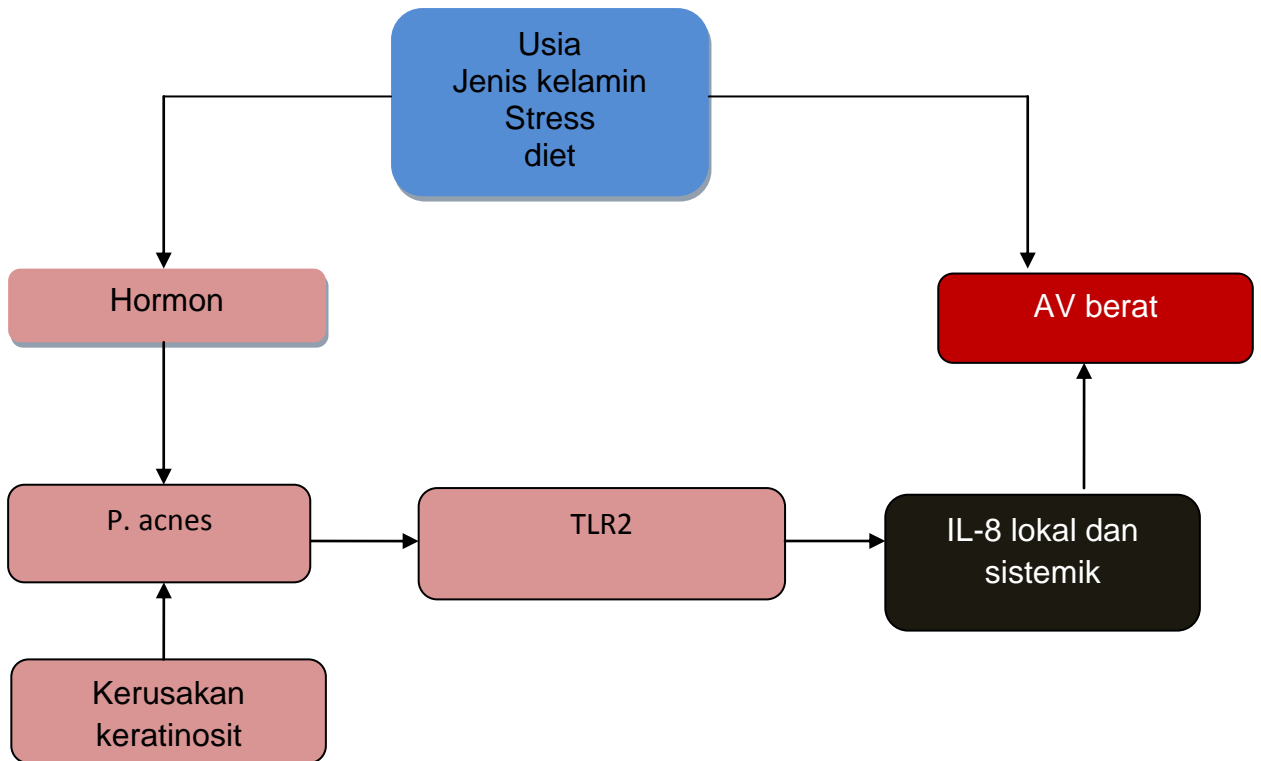 Usia
Jenis kelamin
Stress
diet
Hormon
AV berat
P. acnes
TLR2
IL-8 lokal dan
sistemik
Kerusakan
keratinosit